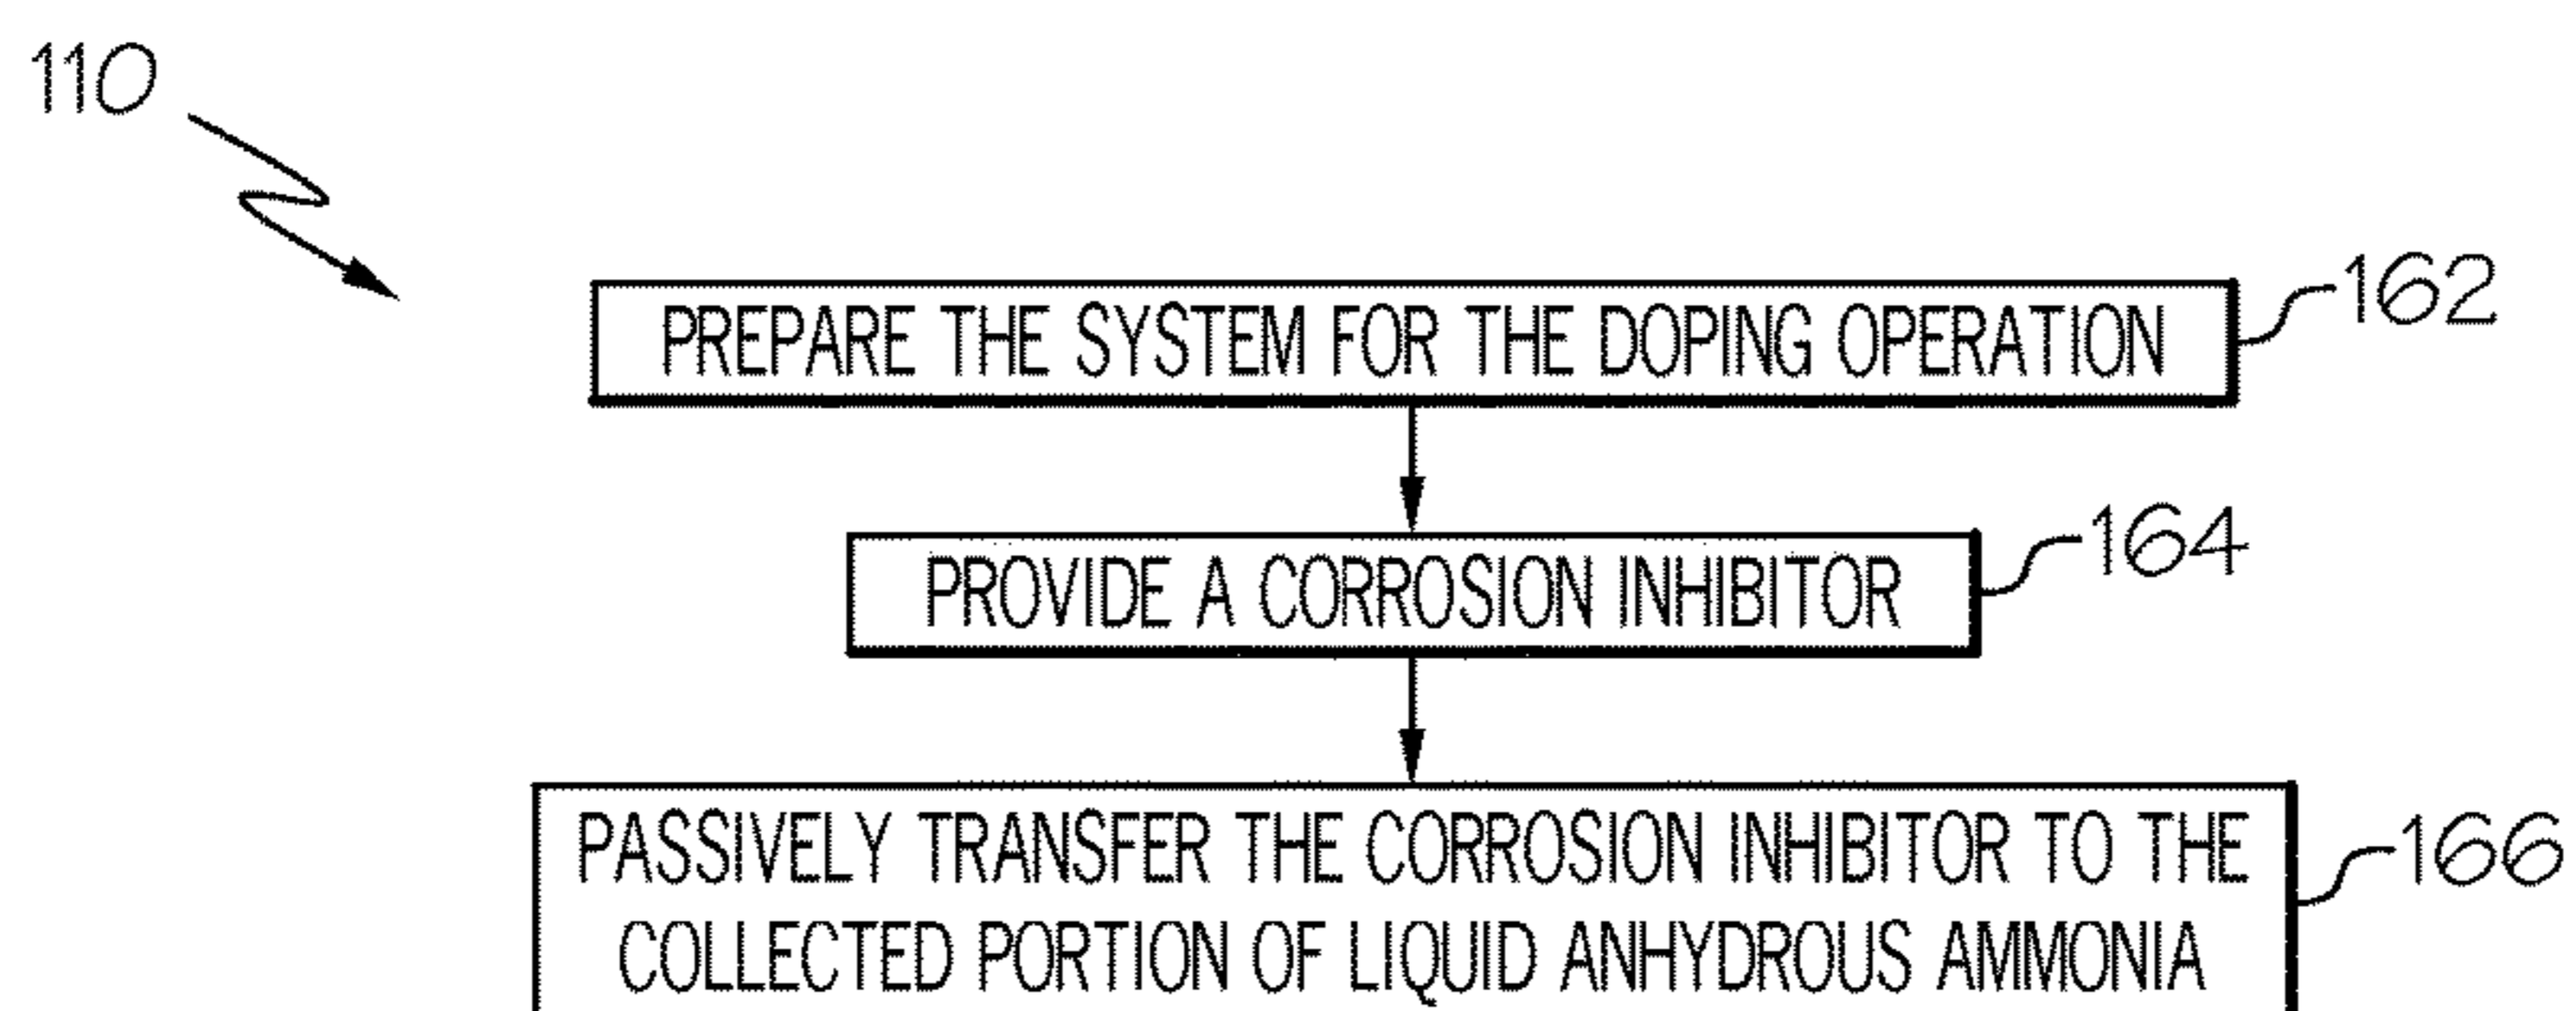 110
PREPARE THE SYSTEM FOR THE DOPING OPERATION
162
PROVIDE A CORROSION INHIBITOR
164
PASSIVELY TRANSFER THE CORROSION INHIBITOR TO THE
COLLECTED PORTION OF LIQUID ANHYDROUS AMMONIA
166